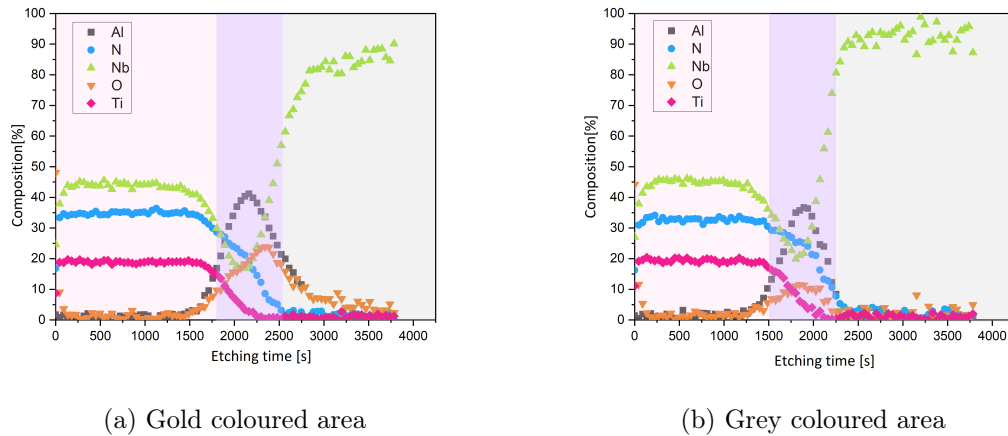 100
90
80
70
60
50
40
30
20
10
0
Composition[%]
Al
N
Nb
O
Ti
0 500 1000 1500 2000 2500 3000 3500 4000
Etching time [s]
(a) Gold coloured area
100
90
80
70
60
50
40
30
20
10
0
Composition[%]
Al
N
Nb
O
Ti
0 500 1000 1500 2000 2500 3000 3500 4000
Etching time [s]
(b) Grey coloured area